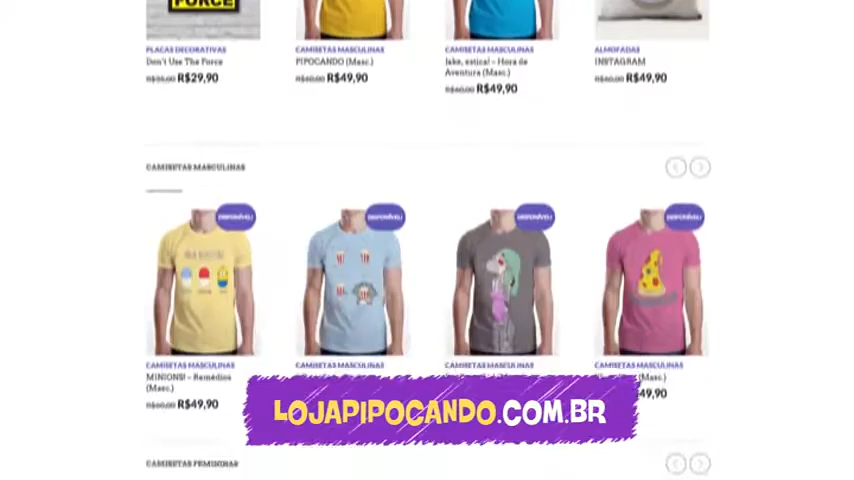 FORCE
PLACAS DECORATIVAS
Don't Use The Force
R$35,00 R$29,90
CAMISETAS MASCULINAS
PIPOCANDO (Masc.)
R$60,00 R$49,90
CAMISETAS MASCULINAS
Jake, estica! – Hora de
Aventura (Masc.)
R$60,00 R$49,90
ALMOFADAS
INSTAGRAM
R$49,90
CAMISETAS MASCULINAS
DISPONÍVEL!
DISPONÍVEL!
DISPONÍVEL!
DISPONÍVEL!
CAMISETAS MASCULINAS
MINIONS! – Remédios
(Masc.)
R$60,00 R$49,90
CAMISETAS MASCULINAS
CAMISETAS MASCULINAS
CAMISETAS MASCULINAS
(Masc.)
49,90
LOJAPIPOCANDO.COM.BR
CAMISETAS FEMININAS